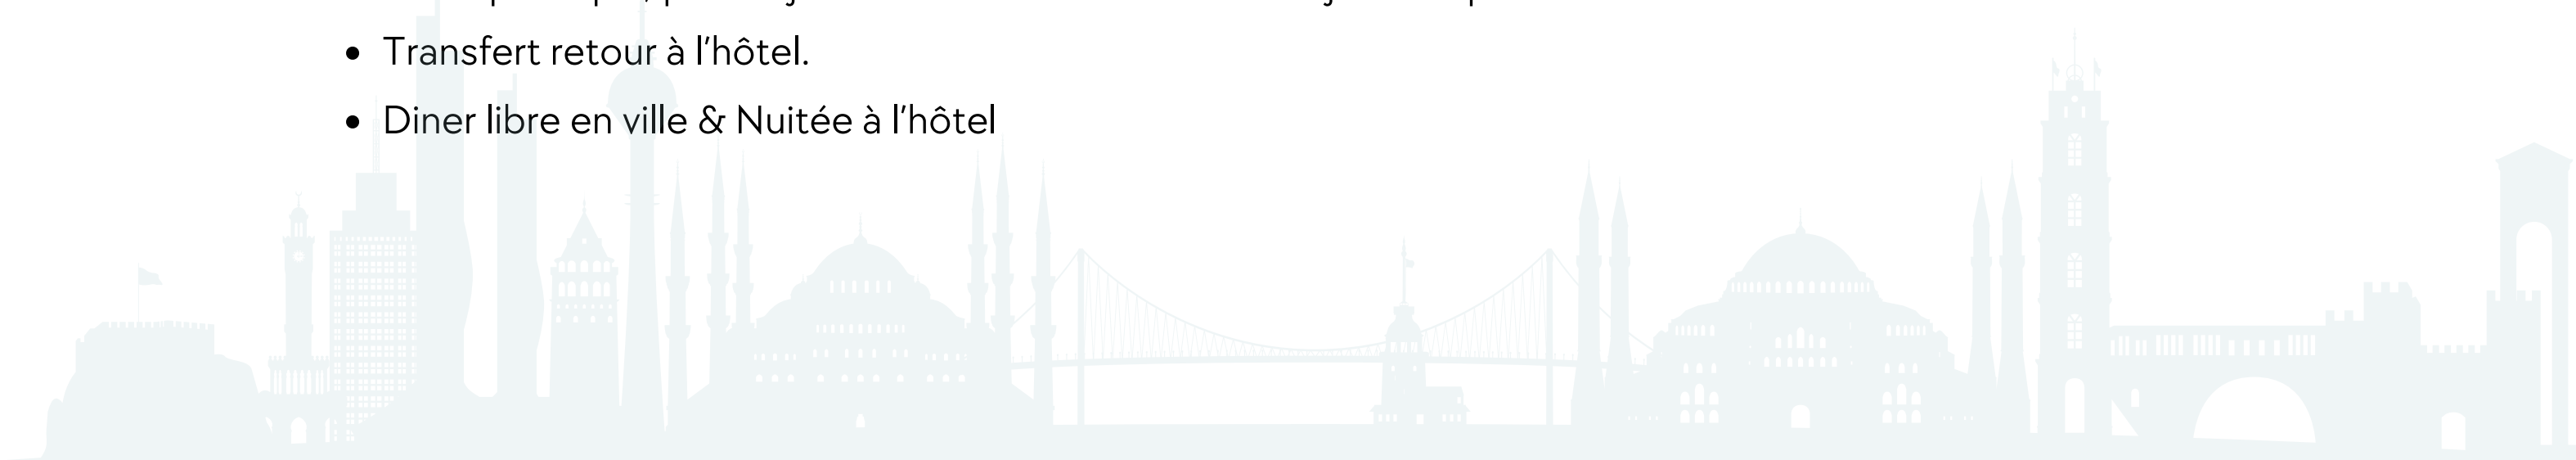 Transfert retour à l'hôtel.
Diner libre en ville & Nuitée à l'hôtel